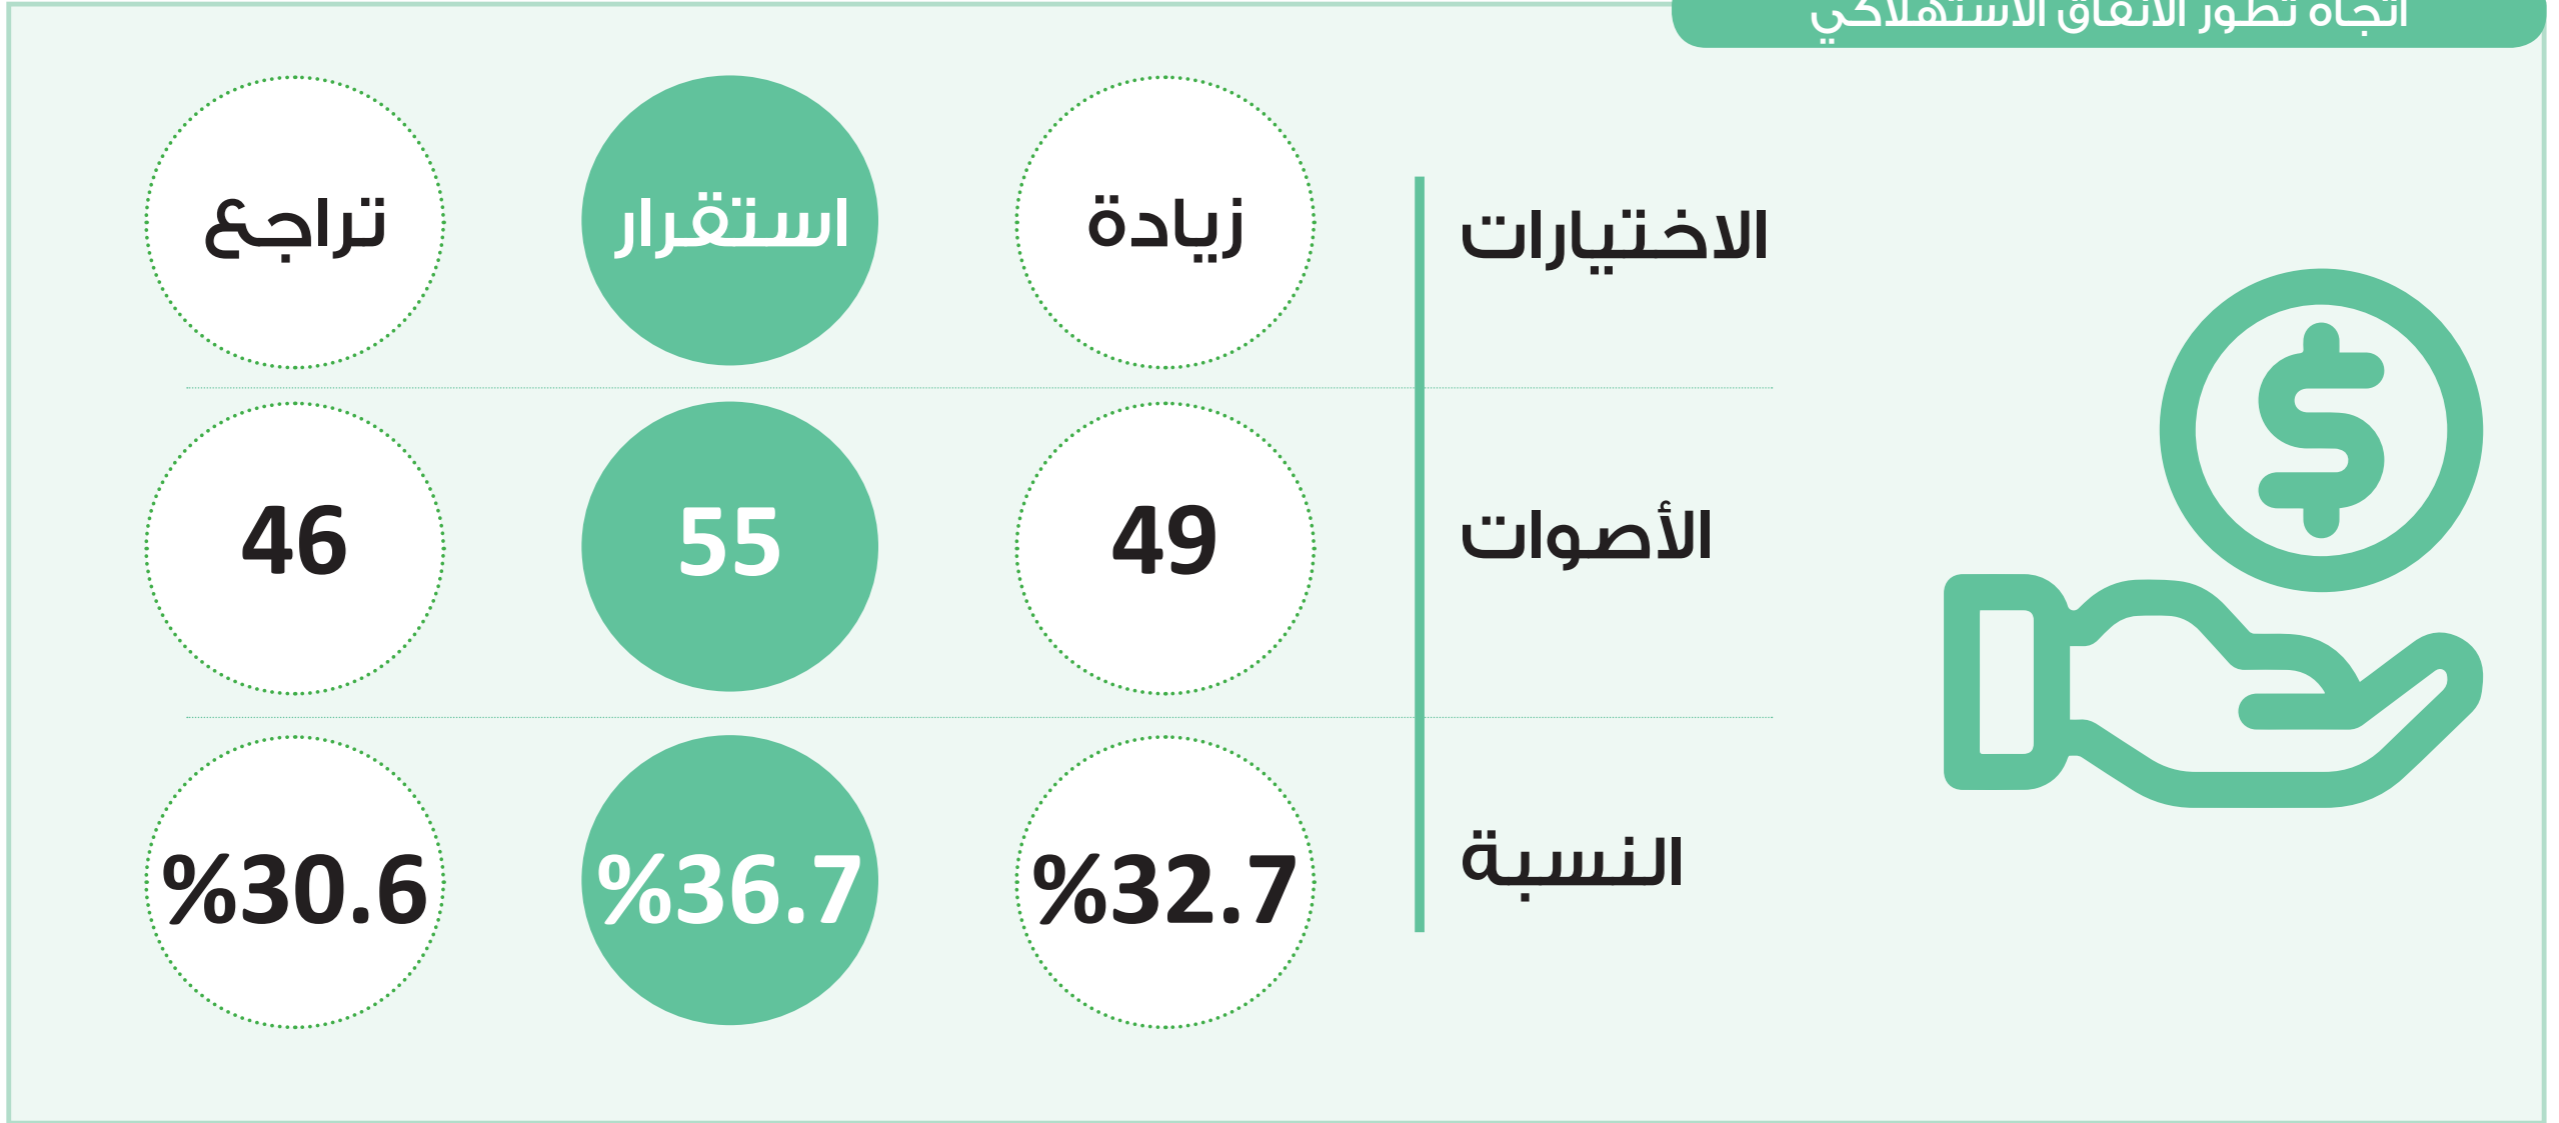 اتجاه تطور الانفاق الاستهلاكي
الاختيارات زيادة استقرار تراجع
الأصوات 49 55 46
النسبة %32.7 %36.7 %30.6